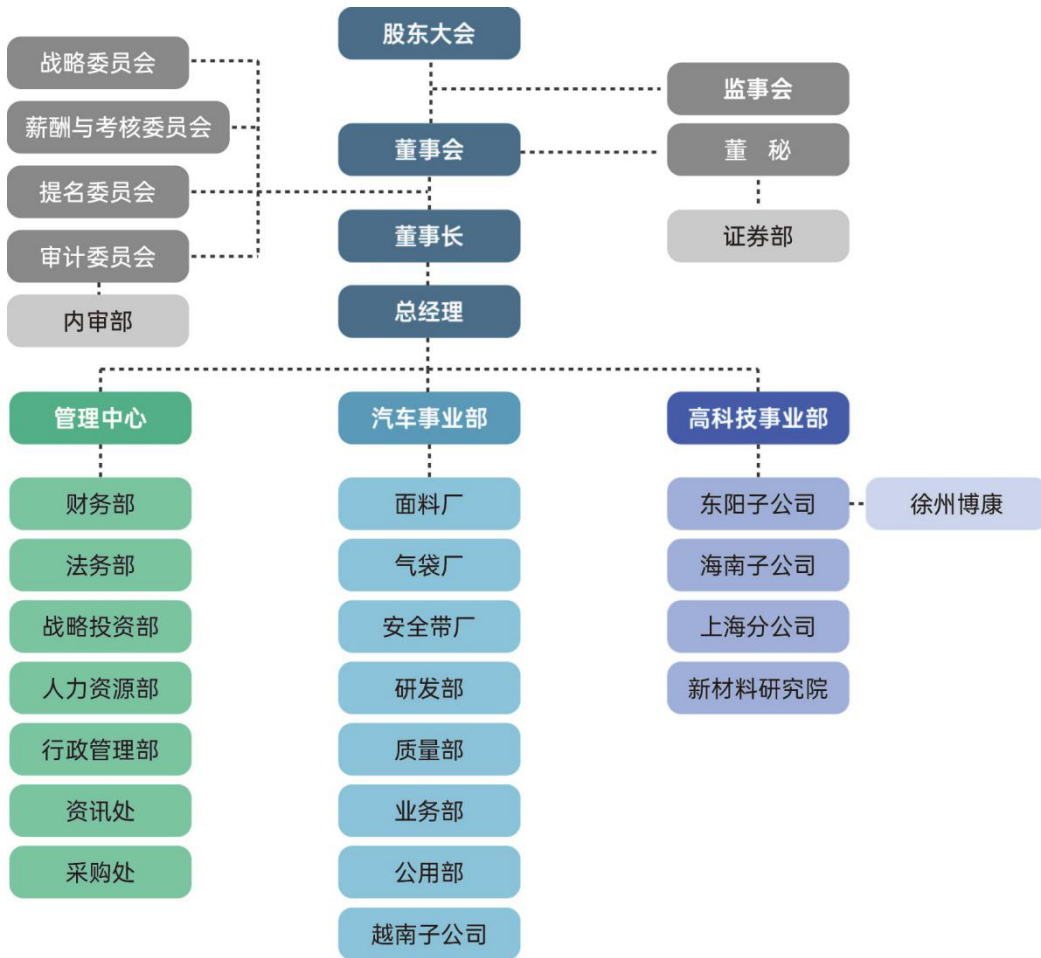 股东大会
战略委员会
监事会
薪酬与考核委员会
董事会
董 秘
提名委员会
董事长
证券部
审计委员会
内审部
总经理
管理中心
汽车事业部
高科技事业部
财务部
面料厂
东阳子公司
徐州博康
法务部
气袋厂
海南子公司
战略投资部
安全带厂
上海分公司
人力资源部
研发部
新材料研究院
行政管理部
质量部
资讯处
业务部
采购处
公用部
越南子公司